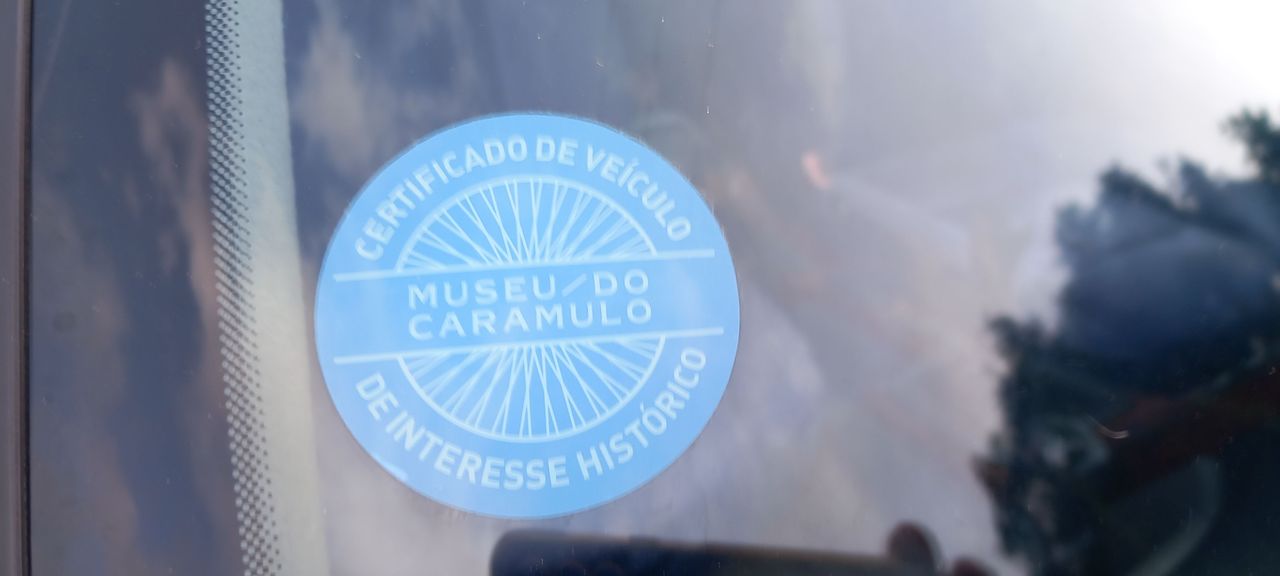 CERTIFICADO DE VEÍCULO
MUSEU/DO
CARAMULO
DE INTERESSE HISTÓRICO